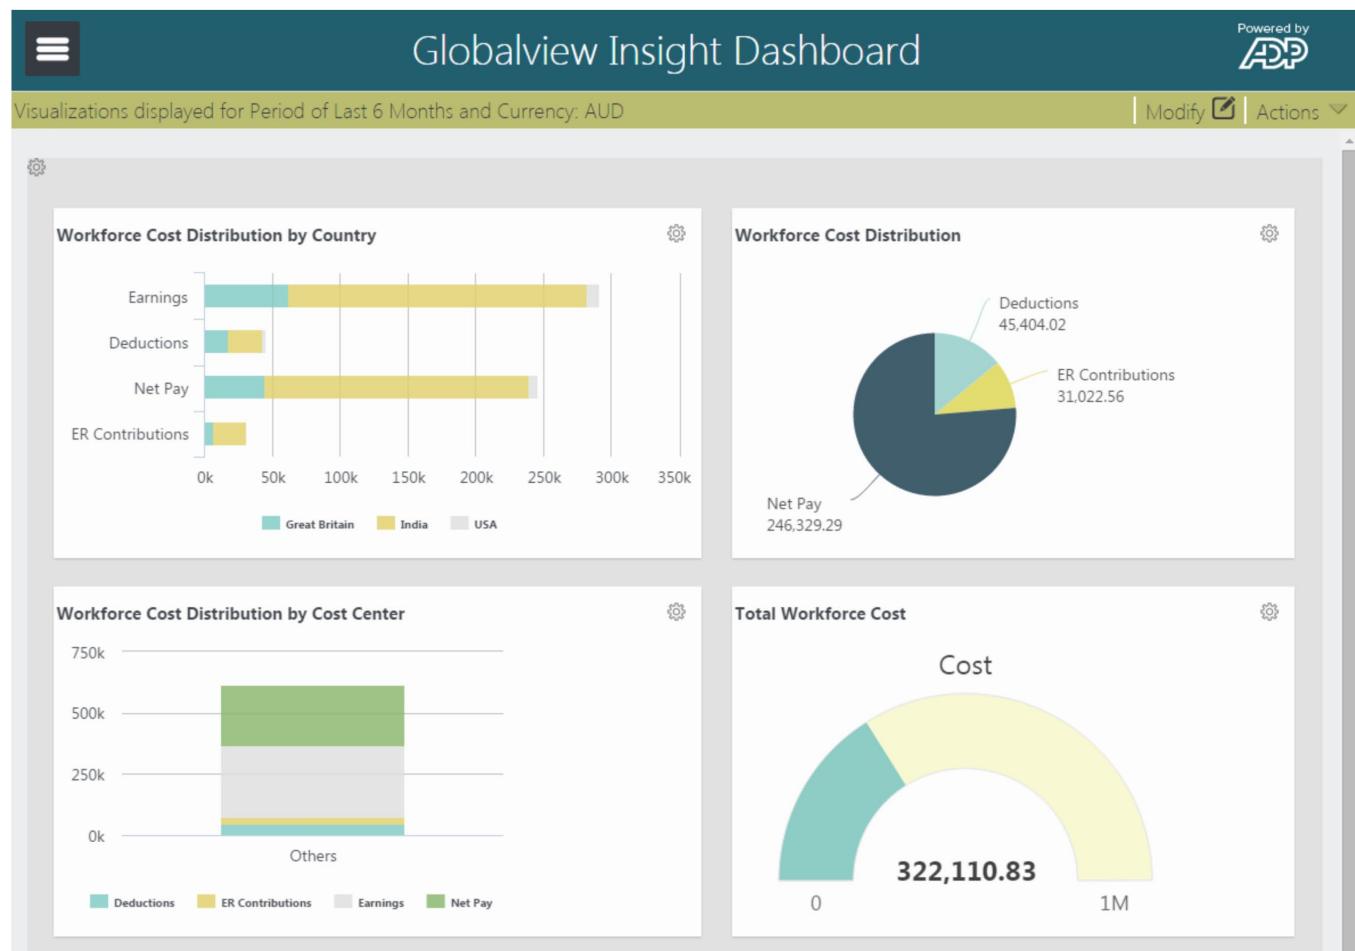 Globalview Insight Dashboard
Powered by
ADP
Visualizations displayed for Period of Last 6 Months and Currency: AUD
Modify
Actions
Workforce Cost Distribution by Country
Earnings
Deductions
Net Pay
ER Contributions
0k 50k 100k 150k 200k 250k 300k 350k
Great Britain India USA
Workforce Cost Distribution
Deductions
45,404.02
ER Contributions
31,022.56
Net Pay
246,329.29
Workforce Cost Distribution by Cost Center
750k
500k
250k
0k
Others
Deductions ER Contributions Earnings Net Pay
Total Workforce Cost
Cost
322,110.83
0 1M